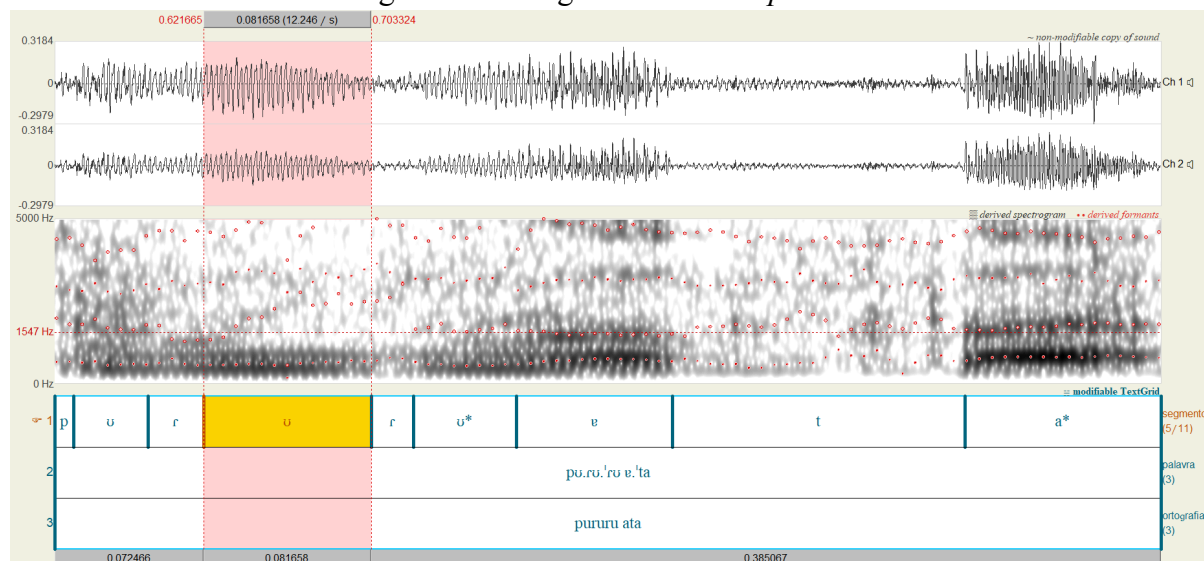 0.621665 0.081658 (12.246 / s) 0.703324
~ non-modifiable copy of sound
0.3184
0
-0.2979
Ch 1
0.3184
0
-0.2979
Ch 2
5000 Hz
derived spectrogram •• derived formants
1547 Hz
0 Hz
modifiable TextGrid
1 p ʊ ɾ ʊ ɾ ʊ* ɐ t a* segmento (5/11)
2 pʊ.ɾʊ.ˈɾʊ ɐ.ˈta palavra (3)
3 pururu ata ortografia (3)
0.072466 0.081658 0.385067